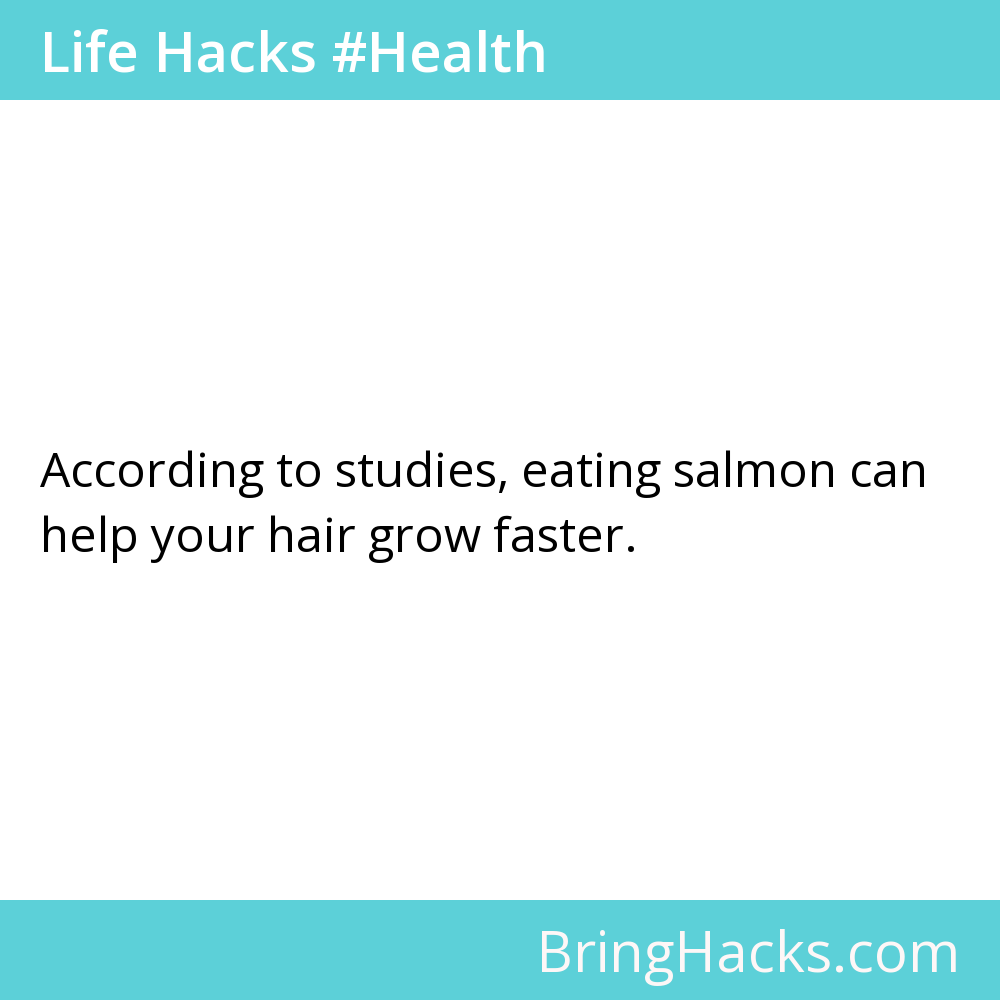 Life Hacks #Health
According to studies, eating salmon can
help your hair grow faster.
BringHacks.com